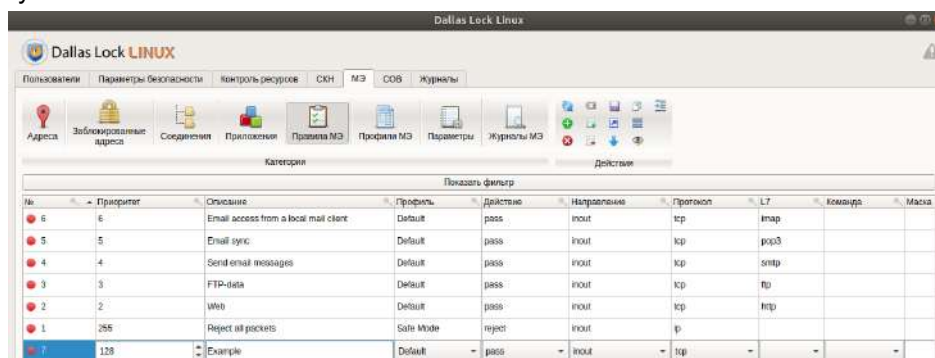 Dallas Lock Linux
Dallas Lock LINUX
Пользователи Параметры безопасности Контроль ресурсов СКН МЭ СОВ Журналы
Адреса Заблокированные адреса Соединения Приложения Правила МЭ Профили МЭ Параметры Журналы МЭ
Категории Действия
Показать фильтр
№ Приоритет Описание Профиль Действие Направление Протокол L7 Команда Маска
6 6 Email access from a local mail client Default pass inout tcp imap
5 5 Email sync Default pass inout tcp pop3
4 4 Send email messages Default pass inout tcp smtp
3 3 FTP-data Default pass inout tcp ftp
2 2 Web Default pass inout tcp http
1 255 Reject all packets Safe Mode reject inout ip
7 128 Example Default pass inout tcp